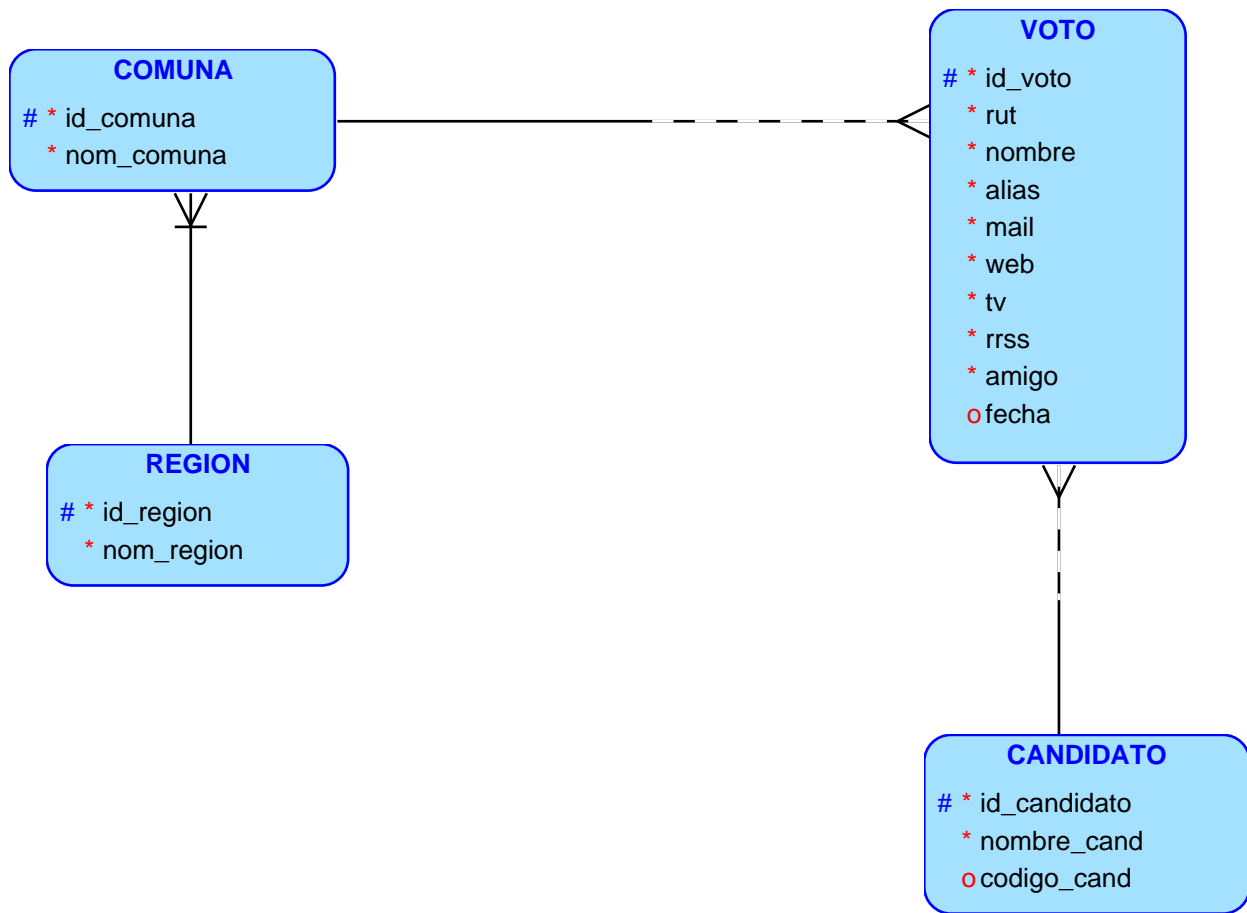 COMUNA
# * id_comuna
* nom_comuna
REGION
# * id_region
* nom_region
VOTO
# * id_voto
* rut
* nombre
* alias
* mail
* web
* tv
* rrss
* amigo
o fecha
CANDIDATO
# * id_candidato
* nombre_cand
o codigo_cand